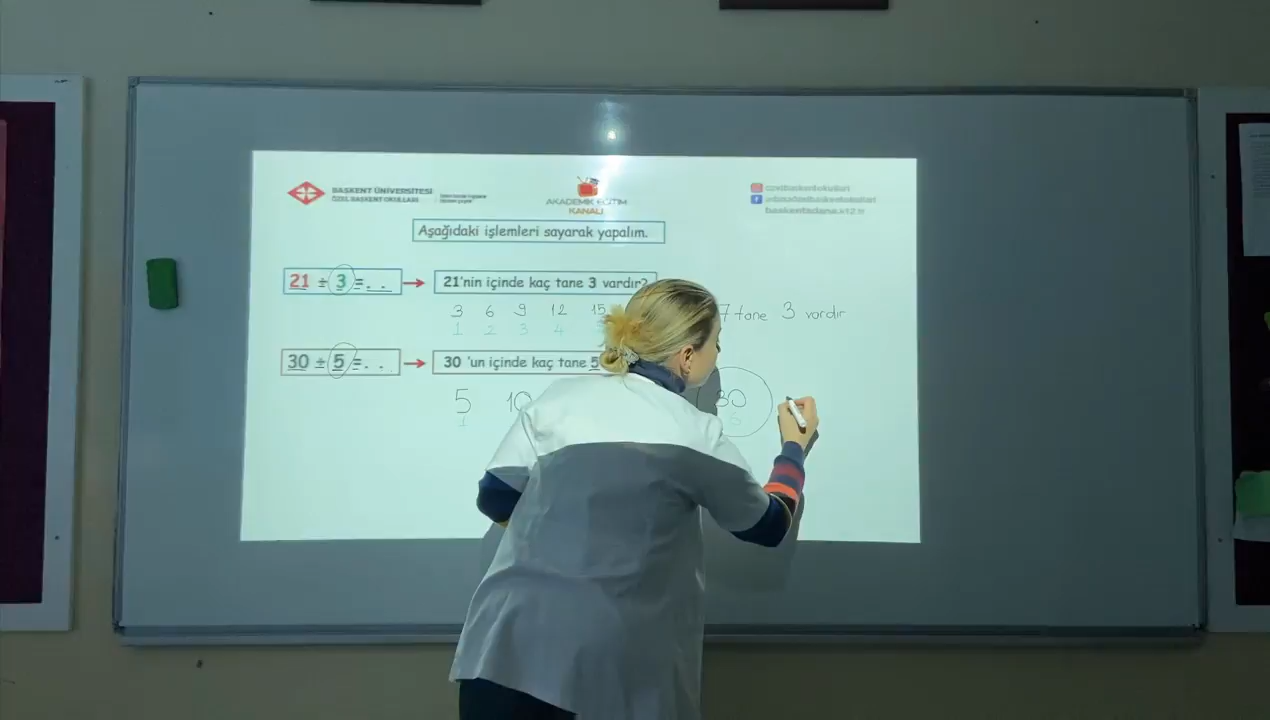 BAŞKENT ÜNİVERSİTESİ
ÖZEL BAŞKENT OKULLARI
AKADEMİK EĞİTİM
KANALI
Aşağıdaki işlemleri sayarak yapalım.
21 ÷ 3 = . .
21'nin içinde kaç tane 3 vardır?
3 6 9 12 15
7 tane 3 vardır
1 2 3 4
30 ÷ 5 = . .
30 'un içinde kaç tane 5
5 10 30
1